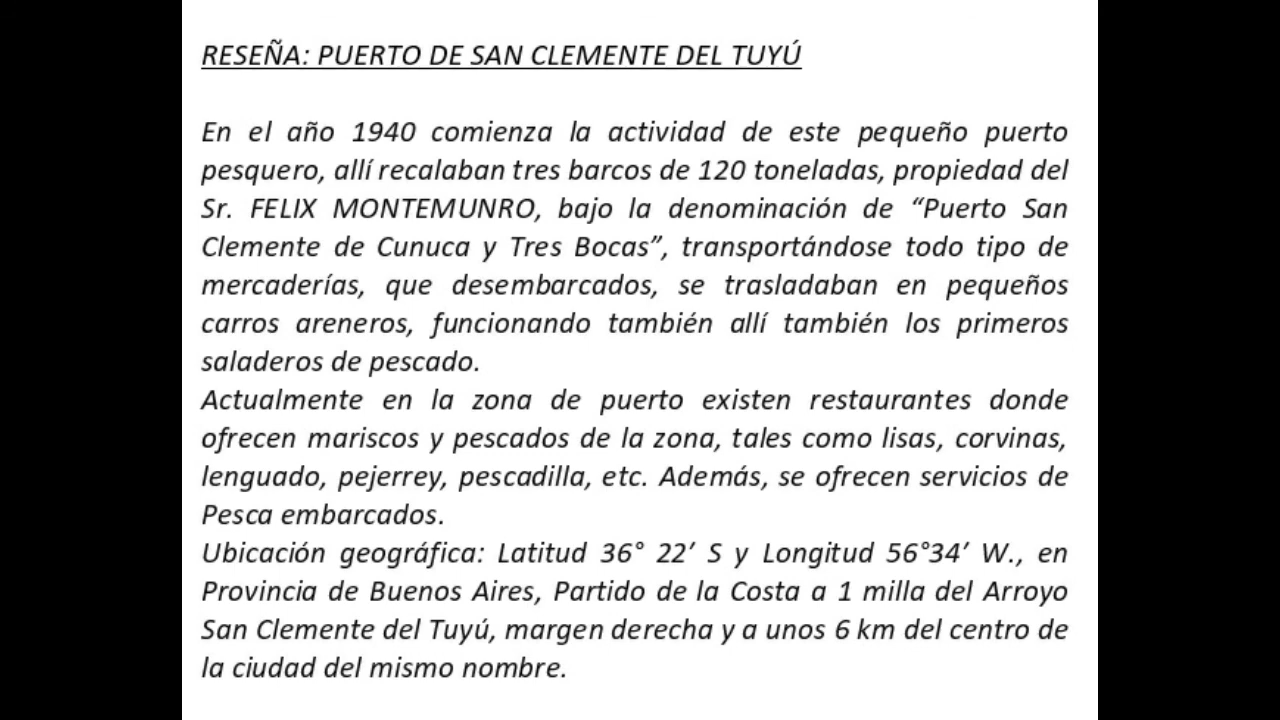 RESEÑA: PUERTO DE SAN CLEMENTE DEL TUYÚ
En el año 1940 comienza la actividad de este pequeño puerto
pesquero, allí recalaban tres barcos de 120 toneladas, propiedad del
Sr. FELIX MONTEMUNRO, bajo la denominación de “Puerto San
Clemente de Cunuca y Tres Bocas”, transportándose todo tipo de
mercaderías, que desembarcados, se trasladaban en pequeños
carros areneros, funcionando también allí también los primeros
saladeros de pescado.
Actualmente en la zona de puerto existen restaurantes donde
ofrecen mariscos y pescados de la zona, tales como lisas, corvinas,
lenguado, pejerrey, pescadilla, etc. Además, se ofrecen servicios de
Pesca embarcados.
Ubicación geográfica: Latitud 36° 22’ S y Longitud 56°34’ W., en
Provincia de Buenos Aires, Partido de la Costa a 1 milla del Arroyo
San Clemente del Tuyú, margen derecha y a unos 6 km del centro de
la ciudad del mismo nombre.